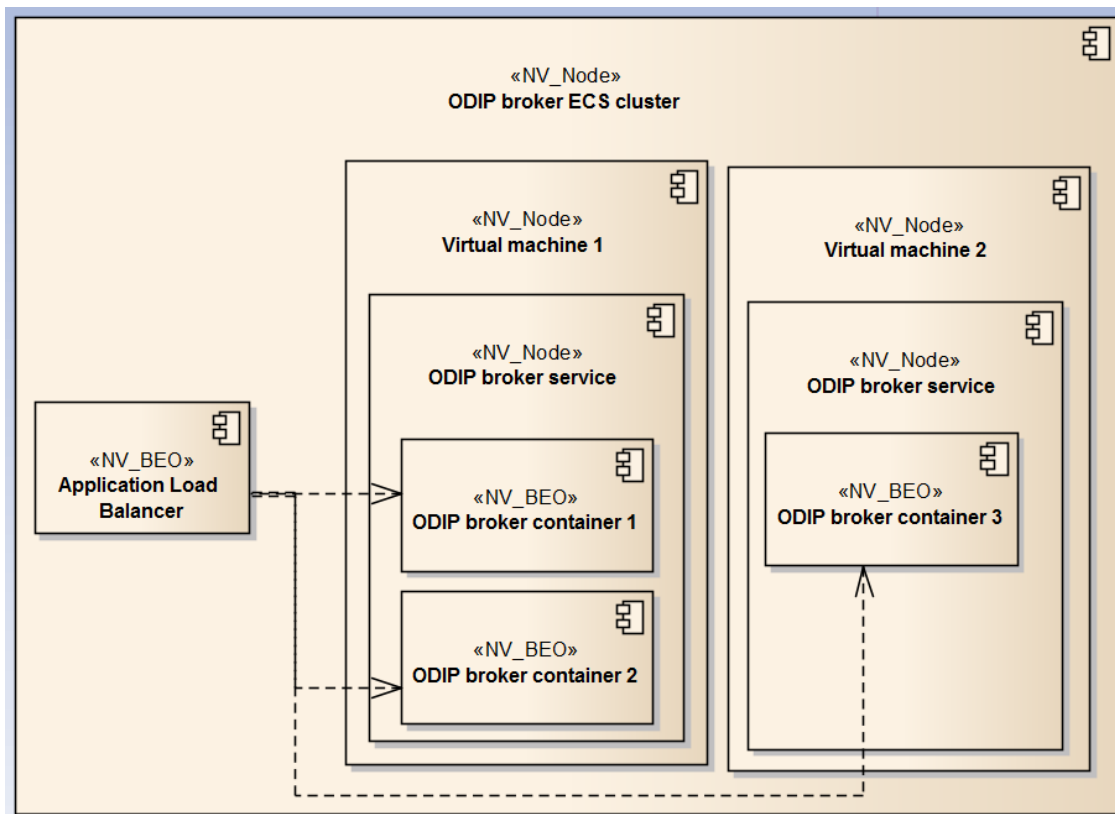 «NV_Node»
ODIP broker ECS cluster
«NV_Node»
Virtual machine 1
«NV_Node»
ODIP broker service
«NV_BEO»
Application Load
Balancer
«NV_BEO»
ODIP broker container 1
«NV_BEO»
ODIP broker container 2
«NV_Node»
Virtual machine 2
«NV_Node»
ODIP broker service
«NV_BEO»
ODIP broker container 3